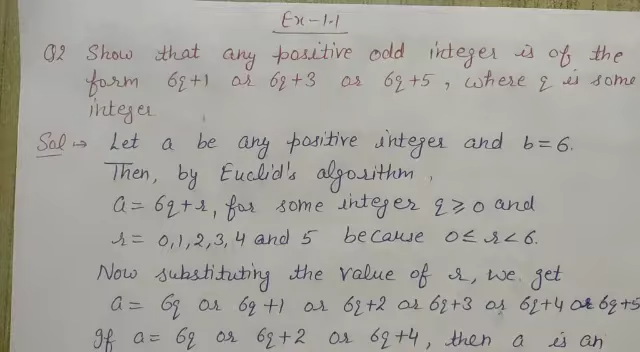 Ex-1.1
Q2 Show that any positive odd integer is of the
form 6q+1 or 6q+3 or 6q+5, where q is some
integer
Sol → Let a be any positive integer and b=6.
Then, by Euclid's algorithm,
a=6q+r, for some integer q≥0 and
r= 0,1,2,3,4 and 5 because 0≤r<6.
Now substituting the value of r, we get
a= 6q or 6q+1 or 6q+2 or 6q+3 or 6q+4 or 6q+5
If a= 6q or 6q+2 or 6q+4, then a is an